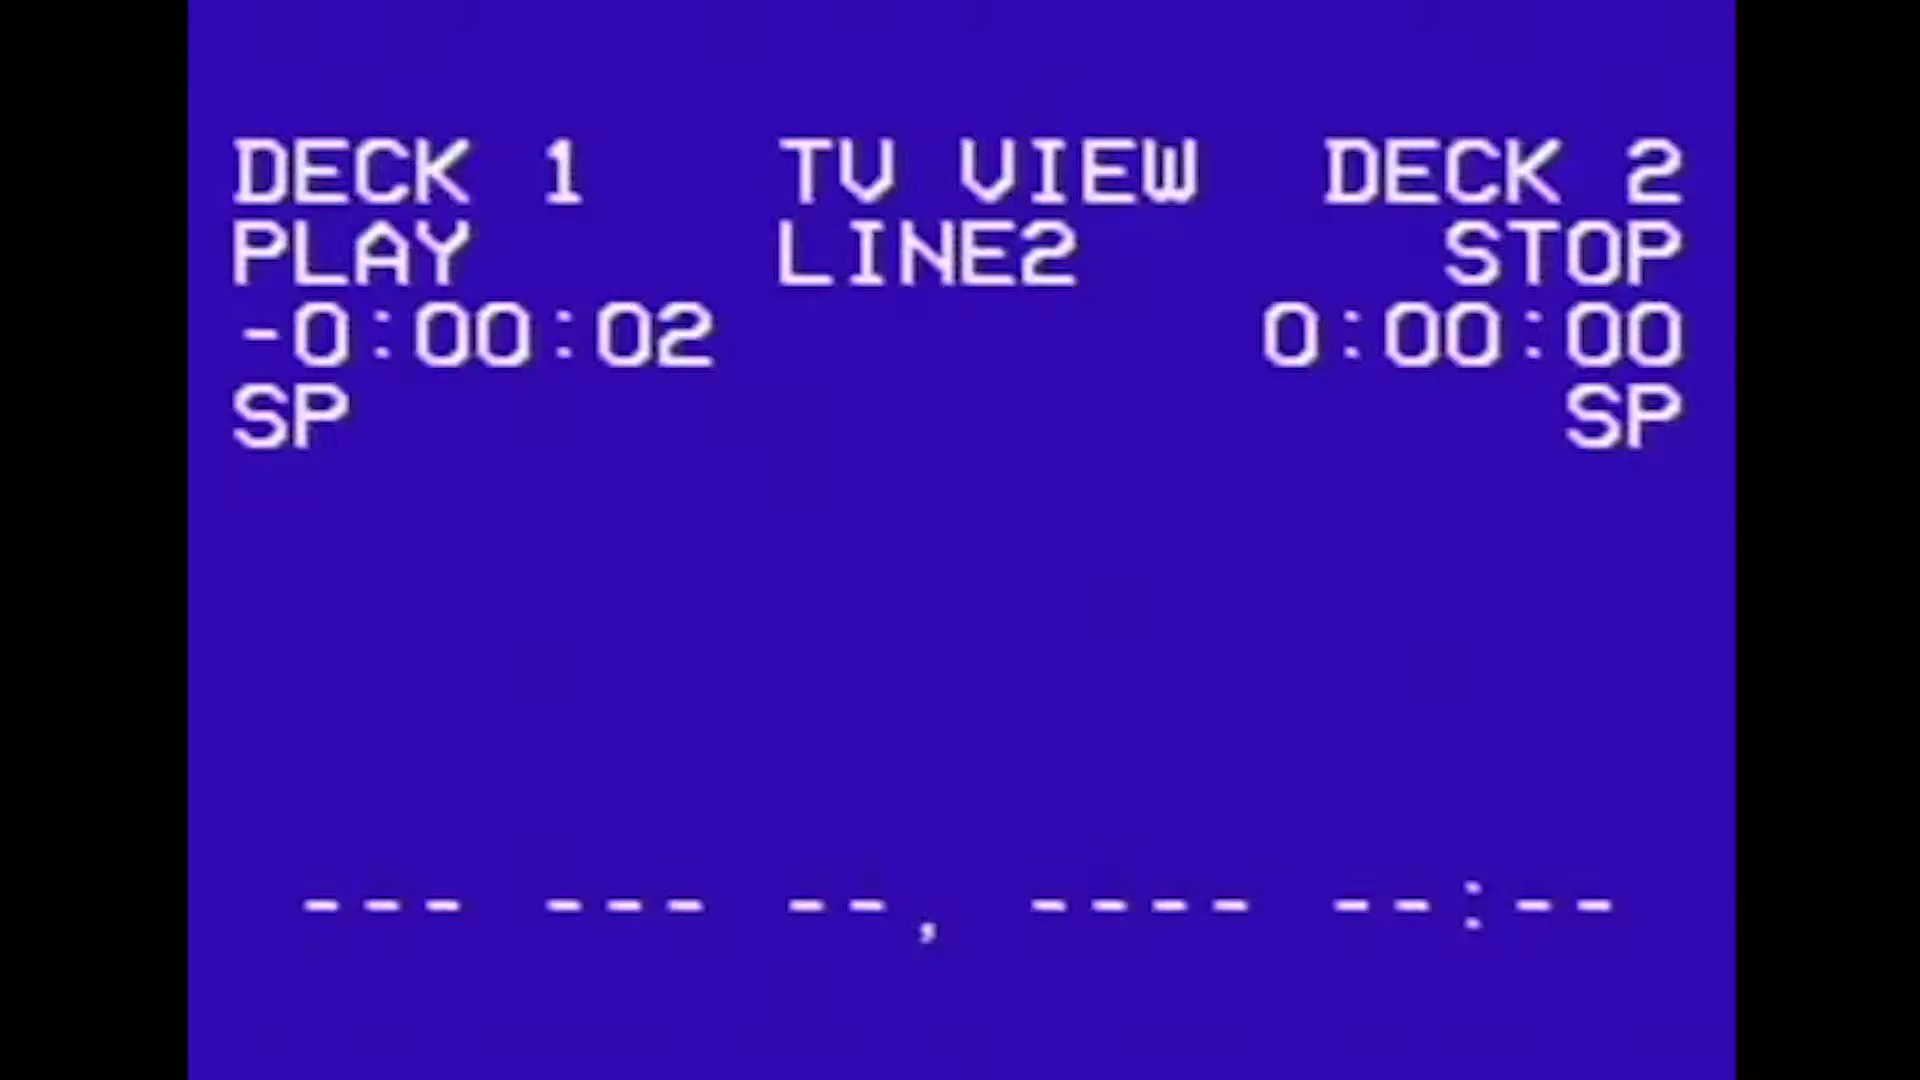 DECK 1 TV VIEW DECK 2
PLAY LINE2 STOP
-0:00:02 0:00:00
SP SP
--- --- --, ---- --:--